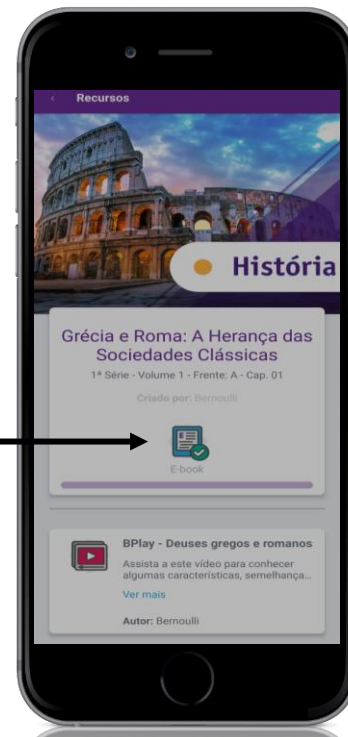 Recursos
História
Grécia e Roma: A Herança das
Sociedades Clássicas
1ª Série - Volume 1 - Frente: A - Cap. 01
Criado por: Bernoulli
E-book
BPlay - Deuses gregos e romanos
Assista a este vídeo para conhecer
algumas características, semelhança...
Ver mais
Autor: Bernoulli